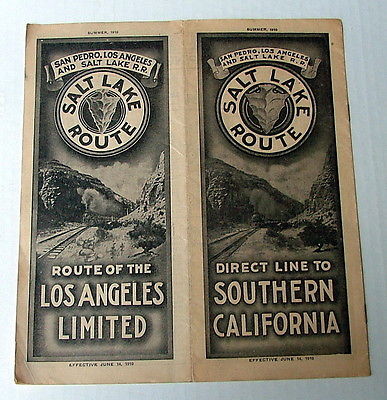 SUMMER, 1910
SAN PEDRO, LOS ANGELES
AND SALT LAKE R.R.
SALT LAKE
ROUTE
ROUTE OF THE
LOS ANGELES
LIMITED
EFFECTIVE JUNE 14, 1910
SUMMER, 1910
SAN PEDRO, LOS ANGELES
AND SALT LAKE R.R.
SALT LAKE
ROUTE
DIRECT LINE TO
SOUTHERN
CALIFORNIA
EFFECTIVE JUNE 14, 1910